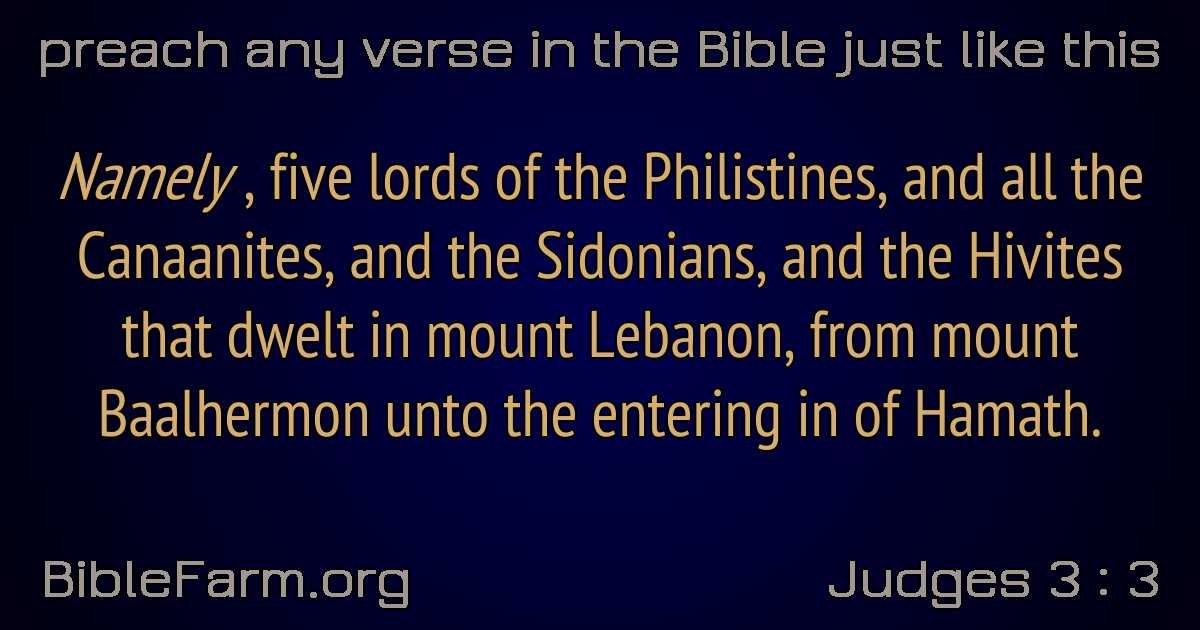 preach any verse in the Bible just like this
Namely , five lords of the Philistines, and all the
Canaanites, and the Sidonians, and the Hivites
that dwelt in mount Lebanon, from mount
Baalhermon unto the entering in of Hamath.
BibleFarm.org
Judges 3 : 3